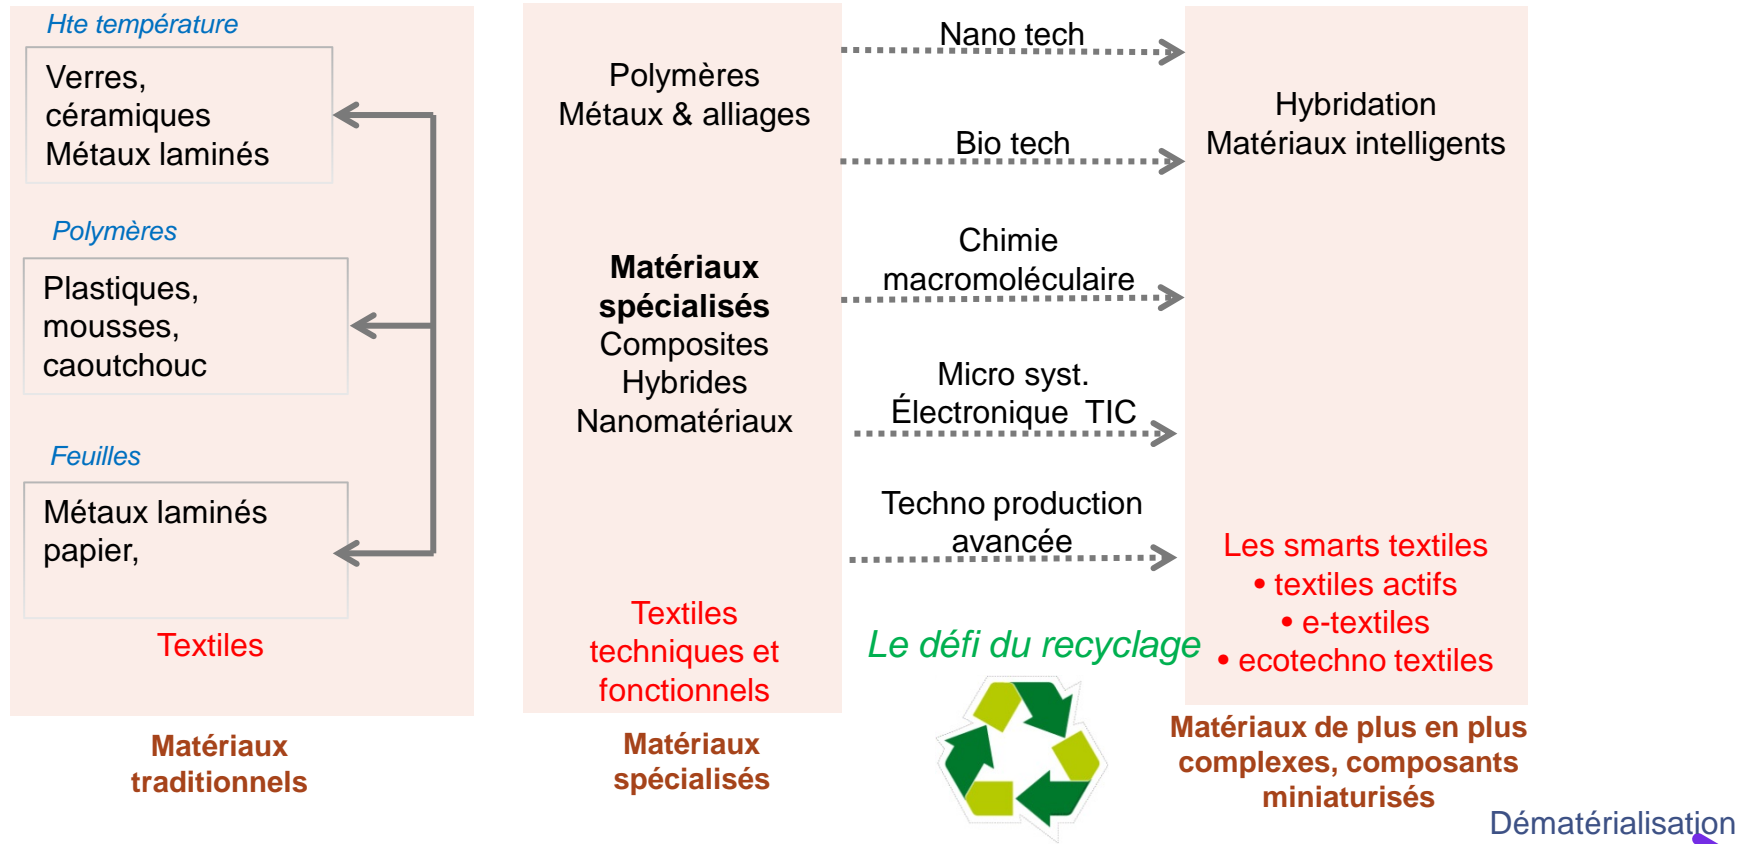 Hte température
Verres,
céramiques
Métaux laminés
Polymères
Plastiques,
mousses,
caoutchouc
Feuilles
Métaux laminés
papier,
Textiles
Matériaux
traditionnels
Polymères
Métaux & alliages
Matériaux
spécialisés
Composites
Hybrides
Nanomatériaux
Textiles
techniques et
fonctionnels
Matériaux
spécialisés
Nano tech
Bio tech
Chimie
macromoléculaire
Micro syst.
Électronique TIC
Techno production
avancée
Le défi du recyclage
Hybridation
Matériaux intelligents
Les smarts textiles
• textiles actifs
• e-textiles
• ecotechno textiles
Matériaux de plus en plus
complexes, composants
miniaturisés
Dématérialisation